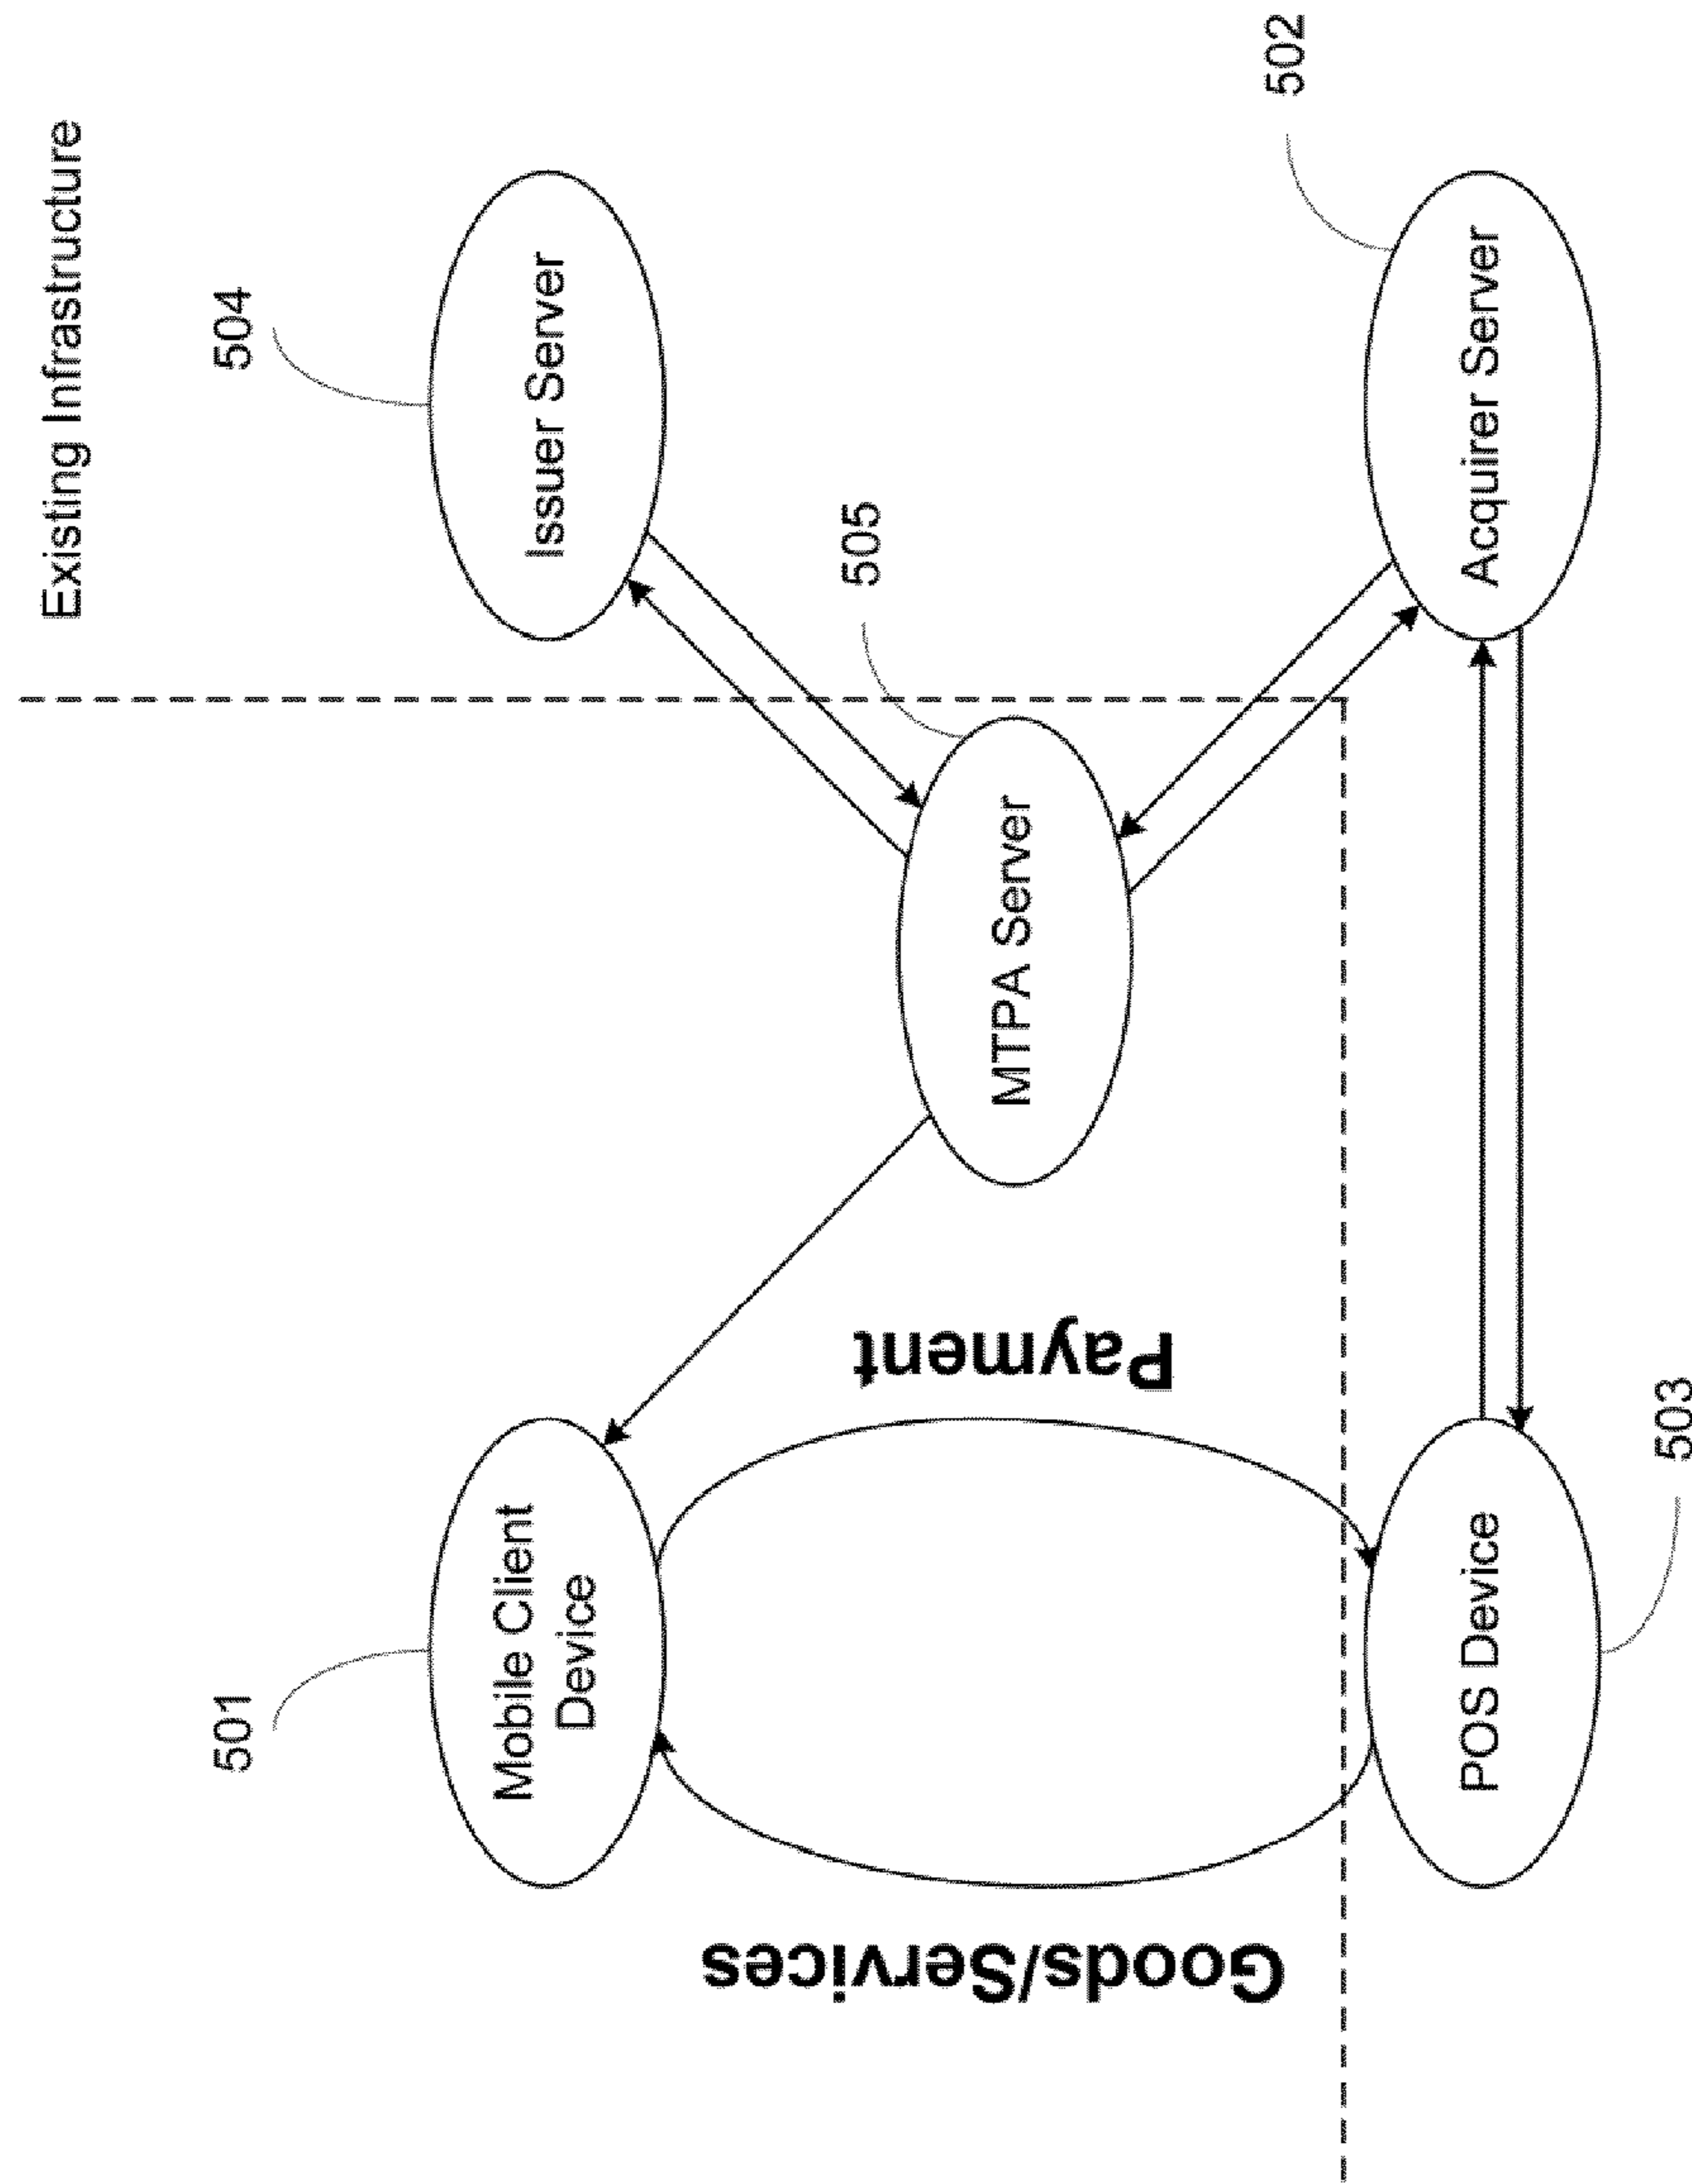 Existing Infrastructure
501
504
Mobile Client
Device
Issuer Server
505
MTPA Server
Goods/Services
Payment
502
POS Device
Acquirer Server
503